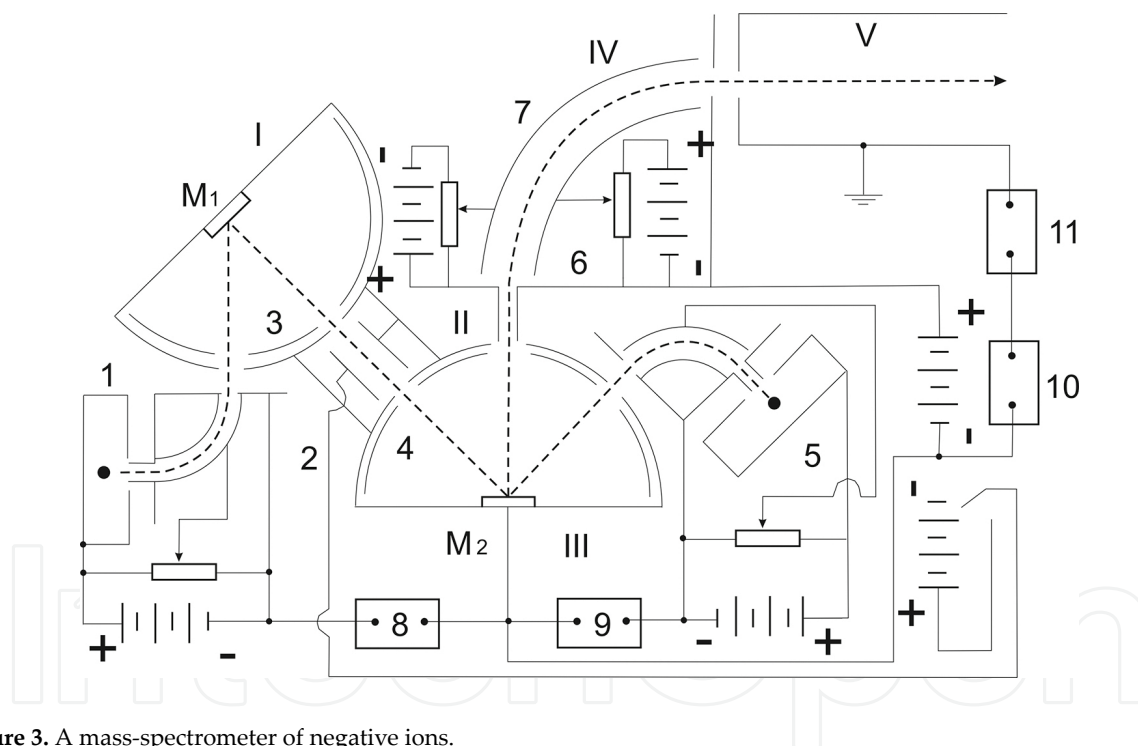 V
IV
7
I
-
+
M1
11
6
3
+
-
II
+
1
10
4
-
2
5
-
M2
III
+
8
9
+
-
-
+
ure 3. A mass-spectrometer of negative ions.